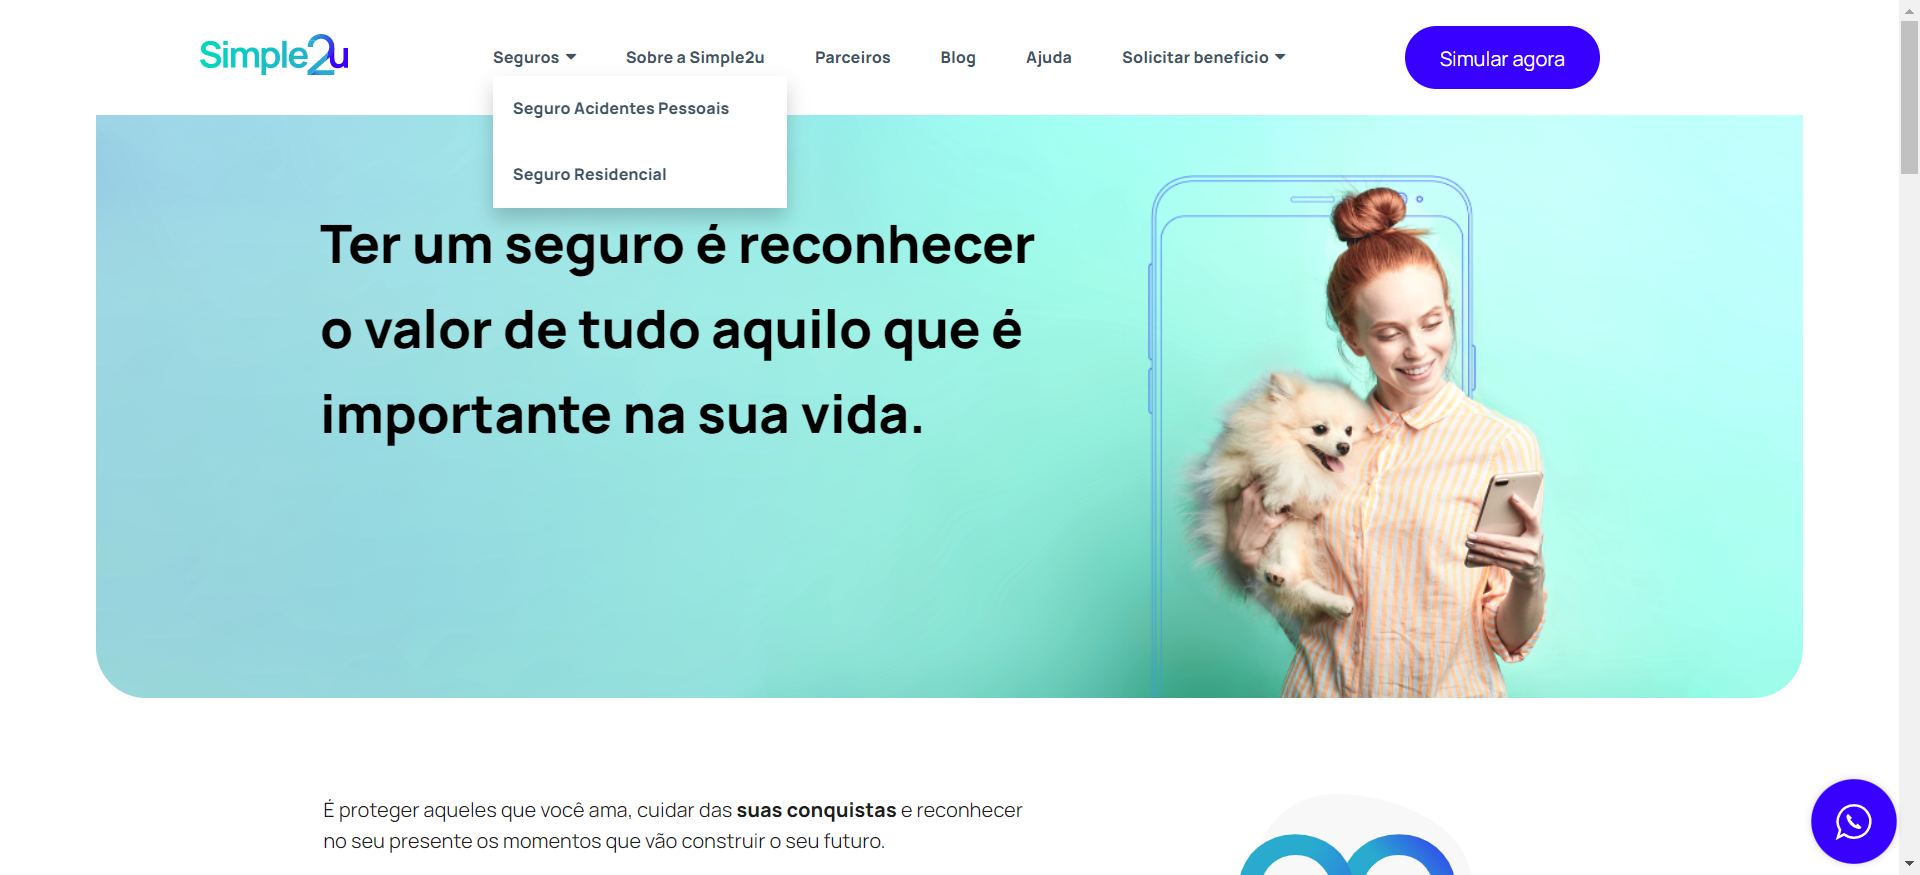 Simple2u
Seguros
Sobre a Simple2u
Parceiros
Blog
Ajuda
Solicitar benefício
Simular agora
Seguro Acidentes Pessoais
Seguro Residencial
Ter um seguro é reconhecer
o valor de tudo aquilo que é
importante na sua vida.
É proteger aqueles que você ama, cuidar das suas conquistas e reconhecer
no seu presente os momentos que vão construir o seu futuro.